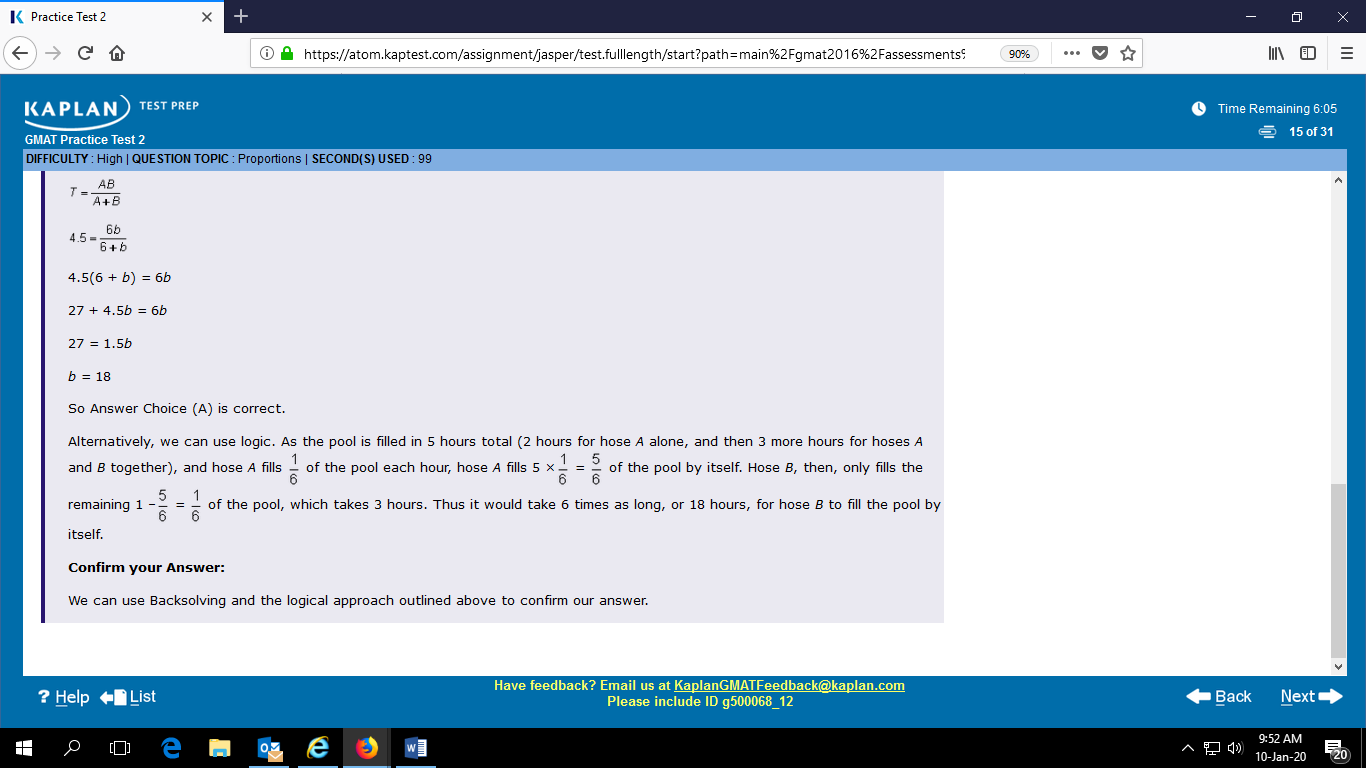 Practice Test 2
https://atom.kaptest.com/assignment/jasper/test.fulllength/start?path=main%2Fgmat2016%2Fassessments%
90%
KAPLAN TEST PREP
GMAT Practice Test 2
Time Remaining 6:05
15 of 31
DIFFICULTY : High | QUESTION TOPIC : Proportions | SECOND(S) USED : 99
T = AB/A+B
4.5 = 6b/6+b
4.5(6 + b) = 6b
27 + 4.5b = 6b
27 = 1.5b
b = 18
So Answer Choice (A) is correct.
Alternatively, we can use logic. As the pool is filled in 5 hours total (2 hours for hose A alone, and then 3 more hours for hoses A
and B together), and hose A fills 1/6 of the pool each hour, hose A fills 5 × 1/6 = 5/6 of the pool by itself. Hose B, then, only fills the
remaining 1 - 5/6 = 1/6 of the pool, which takes 3 hours. Thus it would take 6 times as long, or 18 hours, for hose B to fill the pool by
itself.
Confirm your Answer:
We can use Backsolving and the logical approach outlined above to confirm our answer.
? Help
List
Have feedback? Email us at KaplanGMATFeedback@kaplan.com
Please include ID g500068_12
Back
Next
9:52 AM
10-Jan-20
20